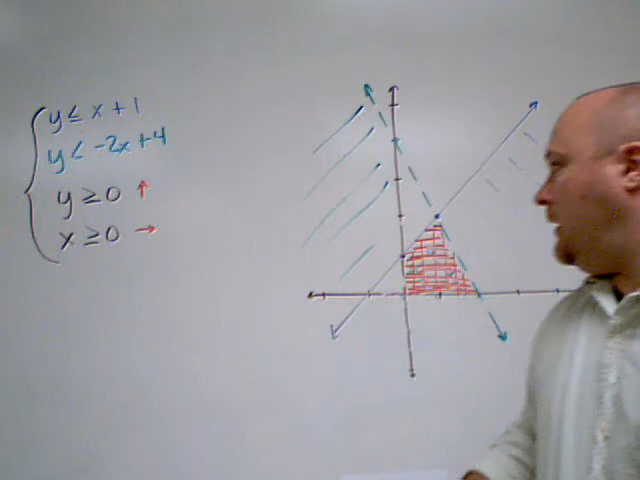 y ≤ x + 1
y < -2x + 4
y ≥ 0 ↑
x ≥ 0 →